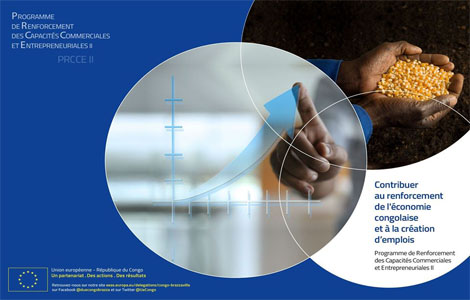 PROGRAMME
DE RENFORCEMENT
DES CAPACITÉS COMMERCIALES
ET ENTREPRENEURIALES II
PRCCE II
Contribuer
au renforcement
de l'économie
congolaise
et à la création
d'emplois
Programme de Renforcement
des Capacités Commerciales
et Entrepreneuriales II
Union européenne - République du Congo
Un partenariat . Des actions . Des résultats
Retrouvez-nous sur notre site eeas.europa.eu/delegations/congo-brazzaville
sur Facebook @duecongobrazza et sur Twitter @UeCongo